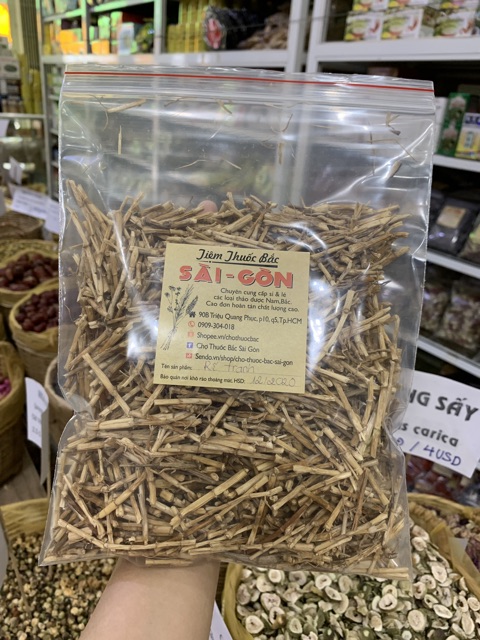 Tiệm Thuốc Bắc
SÀI-GÒN
Chuyên cung cấp sỉ & lẻ
các loại thảo dược Nam,Bắc.
Cao đơn hoàn tán chất lượng cao.
90B Triệu Quang Phục, p10, q5,Tp.HCM
0909-304-018
Shopee.vn/chothuocbac
Chợ Thuốc Bắc Sài Gòn
Sendo.vn/shop/cho-thuoc-bac-sai-gon
Tên sản phẩm:
Bảo quản nơi khô ráo thoáng mát. HSD:
NG SẤY
s carica
/ 4USD